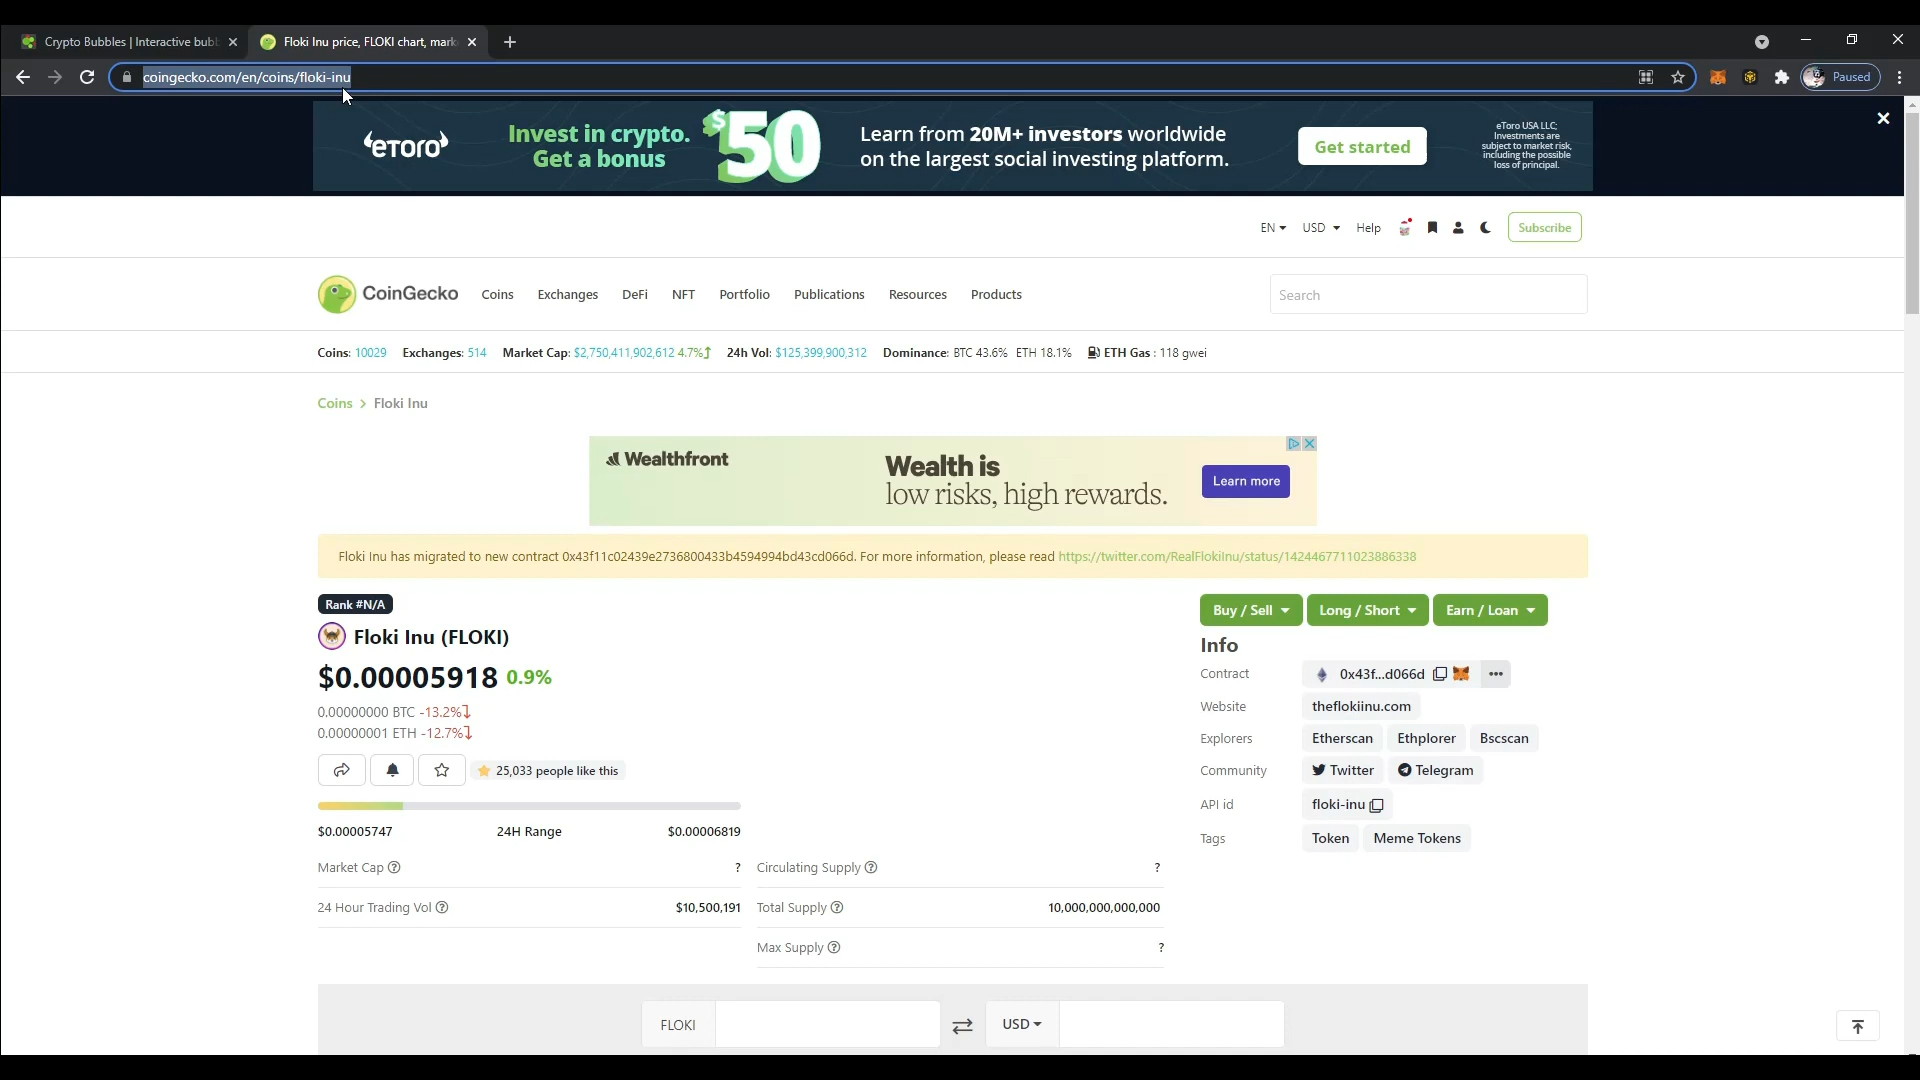 Crypto Bubbles | Interactive bubb
Floki Inu price, FLOKI chart, mark
coingecko.com/en/coins/floki-inu
Paused
eToro
Invest in crypto.
Get a bonus
$50
Learn from 20M+ investors worldwide
on the largest social investing platform.
Get started
eToro USA LLC;
Investments are
subject to market risk,
including the possible
loss of principal.
EN
USD
Help
Subscribe
CoinGecko
Coins
Exchanges
DeFi
NFT
Portfolio
Publications
Resources
Products
Search
Coins: 10029 Exchanges: 514 Market Cap: $2,750,411,902,612 4.7% 24h Vol: $125,399,900,312 Dominance: BTC 43.6% ETH 18.1% ETH Gas : 118 gwei
Coins > Floki Inu
Wealthfront
Wealth is
low risks, high rewards.
Learn more
Floki Inu has migrated to new contract 0x43f11c02439e2736800433b4594994bd43cd066d. For more information, please read https://twitter.com/RealFlokiInu/status/1424467711023886338
Rank #N/A
Floki Inu (FLOKI)
$0.00005918 0.9%
0.00000000 BTC -13.2%
0.00000001 ETH -12.7%
25,033 people like this
$0.00005747 24H Range $0.00006819
Market Cap ?
24 Hour Trading Vol $10,500,191
Circulating Supply ?
Total Supply 10,000,000,000,000
Max Supply ?
Buy / Sell
Long / Short
Earn / Loan
Info
Contract 0x43f...d066d
Website theflokiinu.com
Explorers Etherscan Ethplorer Bscscan
Community Twitter Telegram
API id floki-inu
Tags Token Meme Tokens
FLOKI
USD